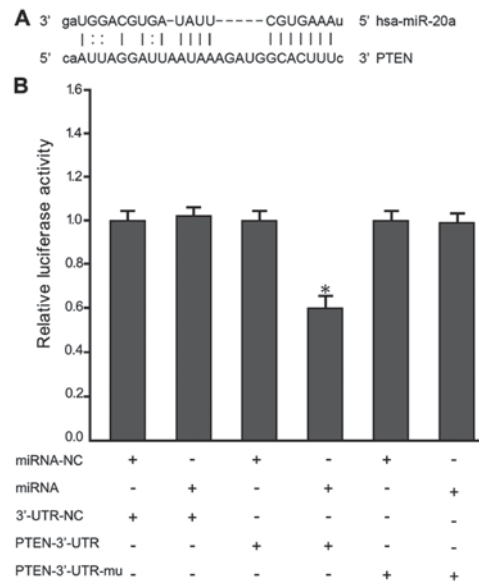 A 3' gaUGGACGUGA-UAUU-----CGUGAAAu 5' hsa-miR-20a
| : : | | : | | | | | | | | | | |
5' caAUUAGGAUUAAUAAAGAUGGCACUUUc 3' PTEN
B
Relative luciferase activity
1.6
1.4
1.2
1.0
0.8
0.6
0.4
0.2
0.0
*
miRNA-NC + - + - + -
miRNA - + - + - +
3'-UTR-NC + + - - - -
PTEN-3'-UTR - - + + - -
PTEN-3'-UTR-mu - - - - + +